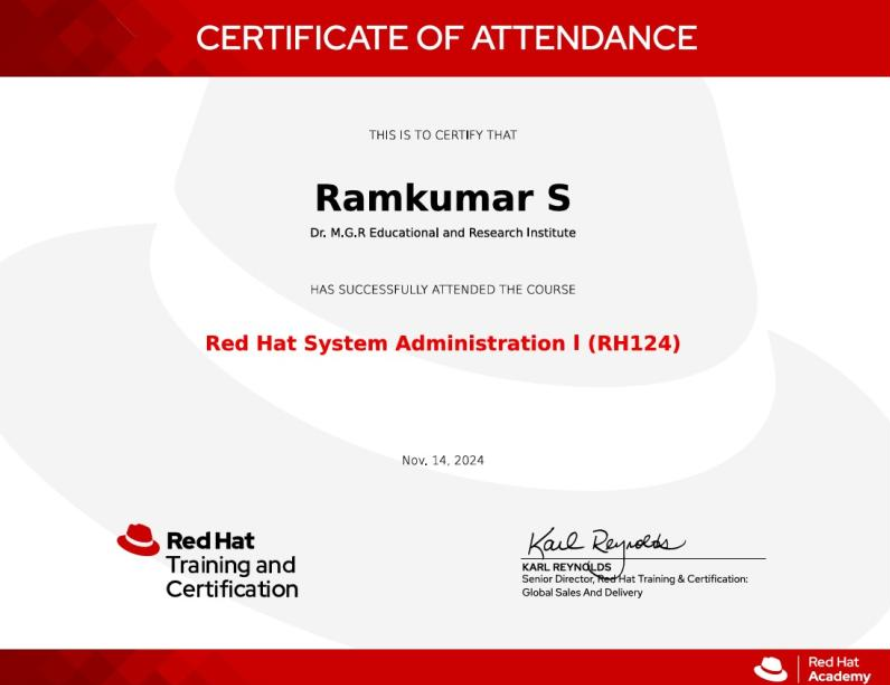 CERTIFICATE OF ATTENDANCE
THIS IS TO CERTIFY THAT
Ramkumar S
Dr. M.G.R Educational and Research Institute
HAS SUCCESSFULLY ATTENDED THE COURSE
Red Hat System Administration I (RH124)
Nov. 14, 2024
Red Hat
Training and
Certification
Karl Reynolds
KARL REYNOLDS
Senior Director, Red Hat Training & Certification:
Global Sales And Delivery
Red Hat
Academy